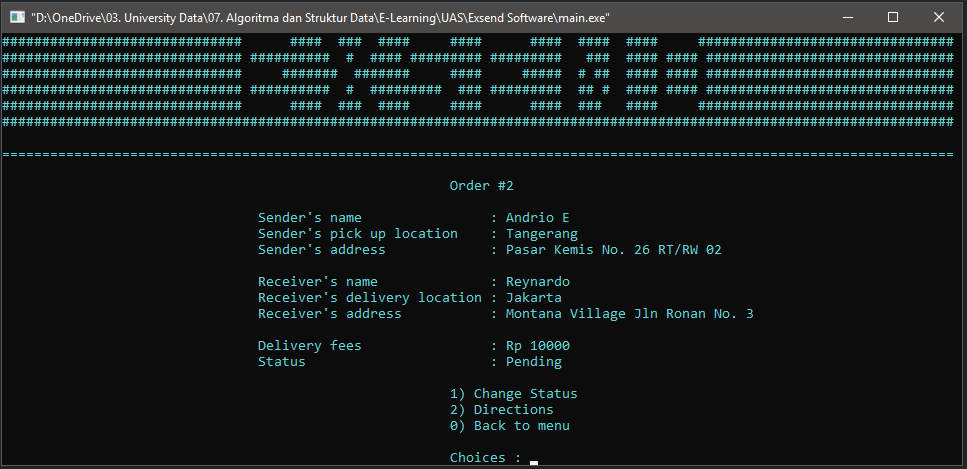 "D:\OneDrive\03. University Data\07. Algoritma dan Struktur Data\E-Learning\UAS\Exsend Software\main.exe"
EXSEND
Order #2
Sender's name : Andrio E
Sender's pick up location : Tangerang
Sender's address : Pasar Kemis No. 26 RT/RW 02
Receiver's name : Reynardo
Receiver's delivery location : Jakarta
Receiver's address : Montana Village Jln Ronan No. 3
Delivery fees : Rp 10000
Status : Pending
1) Change Status
2) Directions
0) Back to menu
Choices :